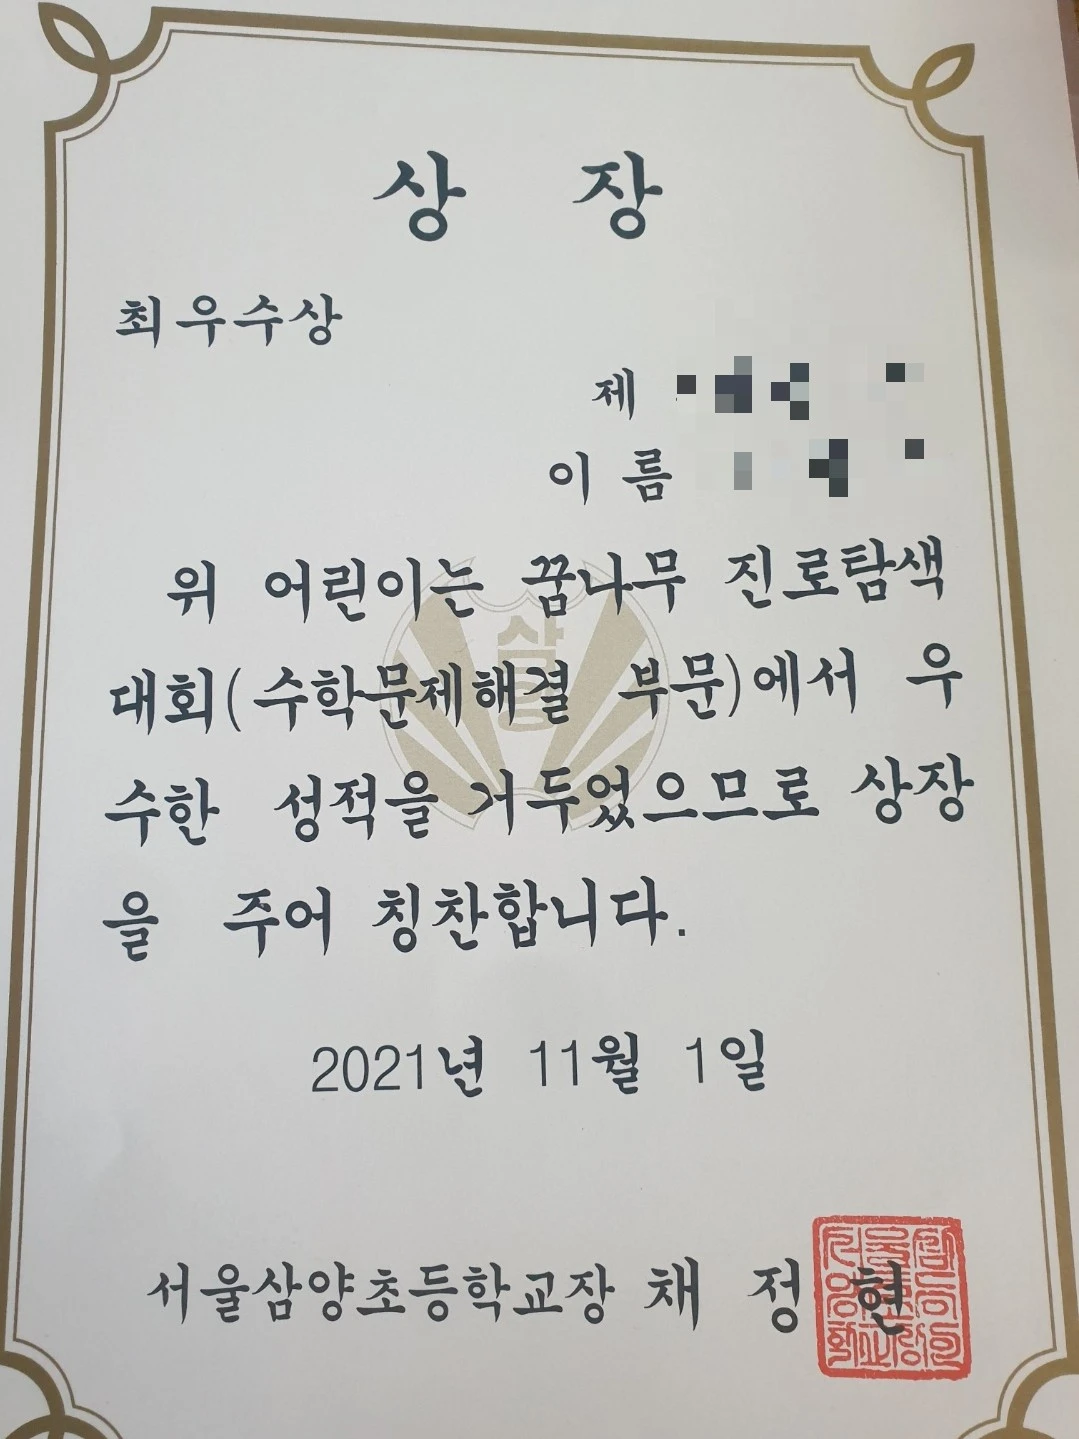 상 장
최우수상
제
이 름
위 어린이는 꿈나무 진로탐색
대회(수학문제해결 부문)에서 우
수한 성적을 거두었으므로 상장
을 주어 칭찬합니다.
2021년 11월 1일
서울삼양초등학교장 채 정 현